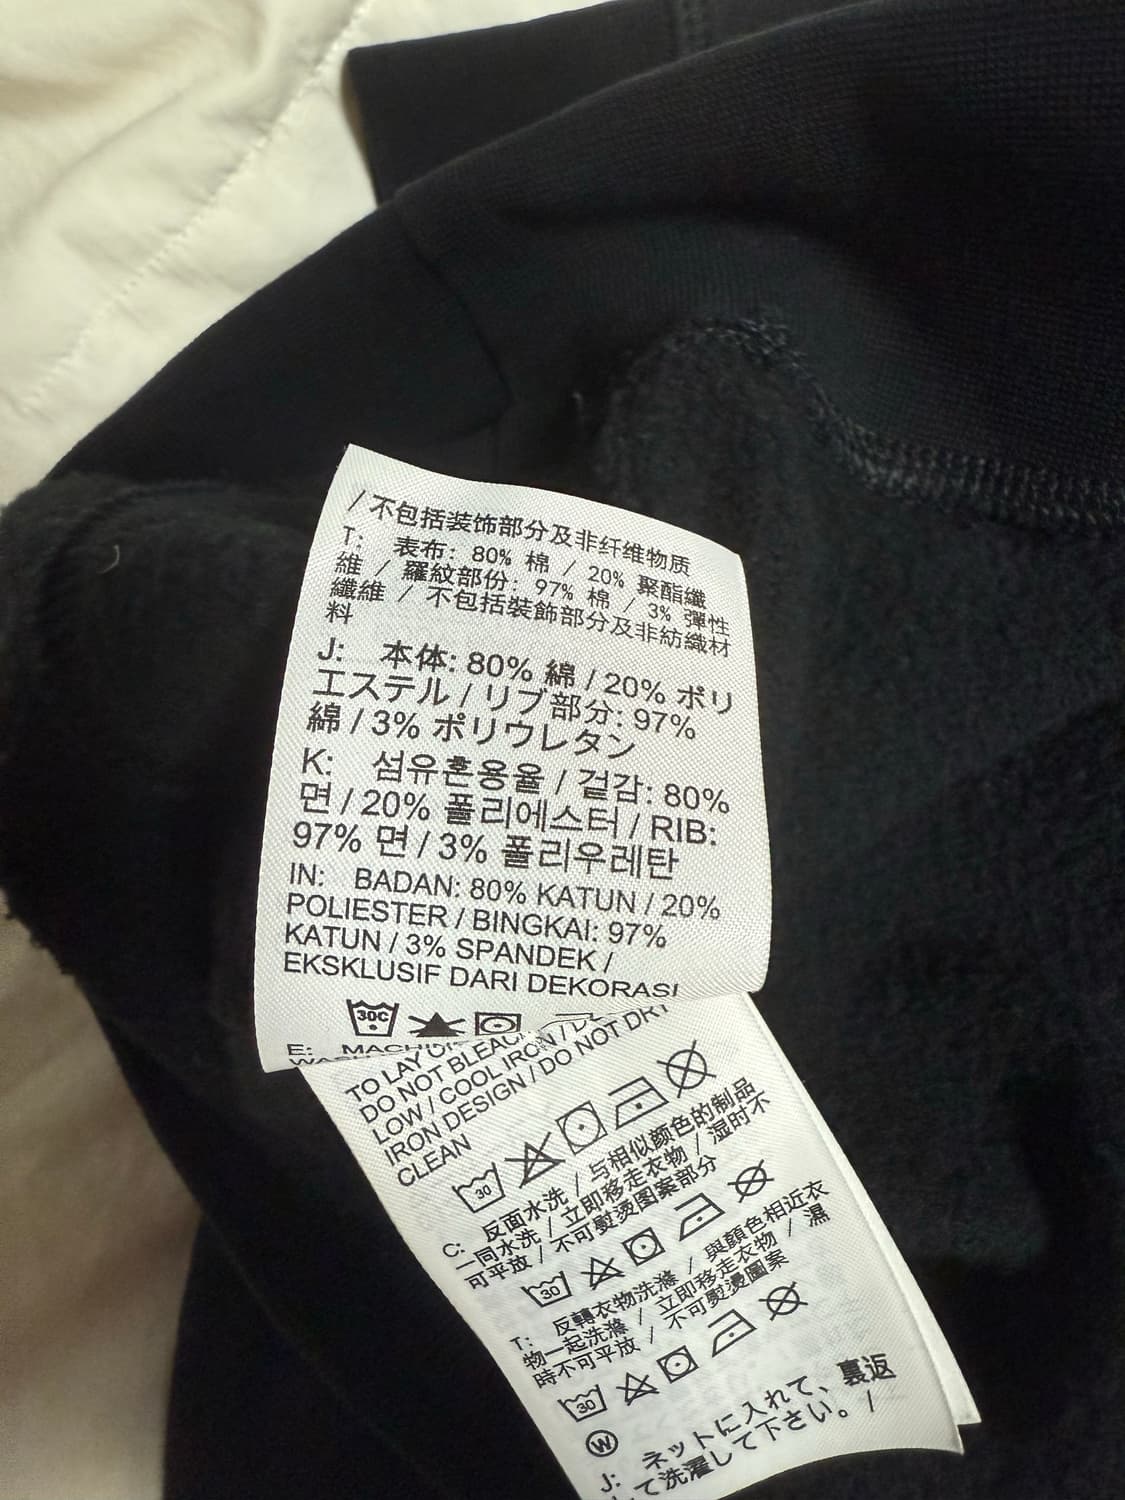 / 不包括装饰部分及非纤维物质
T: 表布: 80% 棉 / 20% 聚酯纖
維 / 羅紋部份: 97% 棉 / 3% 彈性
纖維 / 不包括裝飾部分及非紡織材
料
J: 本体: 80% 綿 / 20% ポリ
エステル / リブ部分: 97%
綿 / 3% ポリウレタン
K: 섬유혼용율 / 겉감: 80%
면 / 20% 폴리에스터 / RIB:
97% 면 / 3% 폴리우레탄
IN: BADAN: 80% KATUN / 20%
POLIESTER / BINGKAI: 97%
KATUN / 3% SPANDEK /
EKSKLUSIF DARI DEKORASI
30C
E:
TO LAY
DO NOT BLEACH
LOW / COOL IRON /
IRON DESIGN / DO NOT DRY
CLEAN
30
C: 反面水洗 / 与相似颜色的制品
一同水洗 / 立即移走衣物 / 湿时不
可平放 / 不可熨烫图案部分
30
T: 反轉衣物洗滌 / 與顏色相近衣
物一起洗滌 / 立即移走衣物 / 濕
時不可平放 / 不可熨燙圖案
30
W
J: ネットに入れて、裏返
して洗濯して下さい。 /